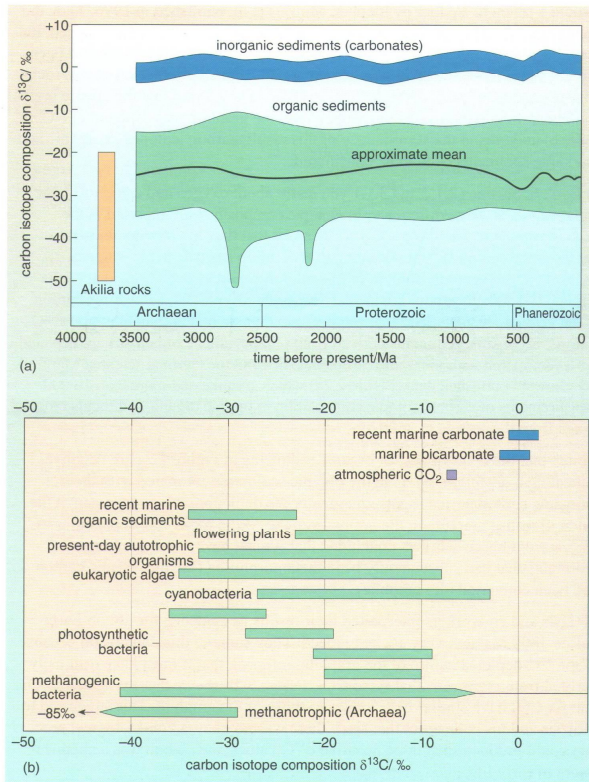 +10
inorganic sediments (carbonates)
0
organic sediments
−10
approximate mean
−20
−30
−40
−50
carbon isotope composition δ¹³C/ ‰
Akilia rocks
Archaean
Proterozoic
Phanerozoic
4000 3000 3000 2500 2000 1500 1000 500 0
time before present/Ma
(a)
−50 −40 −30 −20 −10 0
recent marine carbonate
marine bicarbonate
atmospheric CO₂
recent marine
organic sediments
flowering plants
present-day autotrophic
organisms
eukaryotic algae
cyanobacteria
photosynthetic
bacteria
methanogenic
bacteria
−85‰
methanotrophic (Archaea)
−50 −40 −30 −20 −10 0
(b)
carbon isotope composition δ¹³C/ ‰